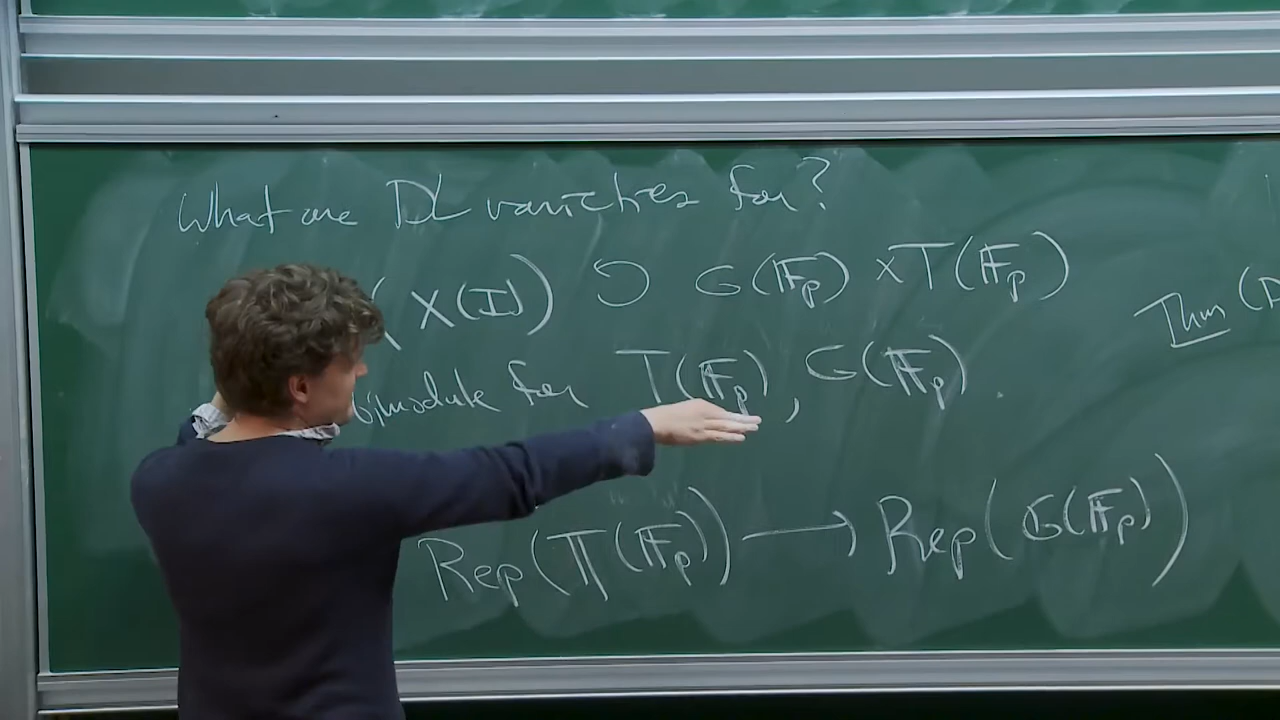 What are DL varieties for?
( X(I)) ↺ G(𝔽_p) × T(𝔽_p)
bimodule for T(𝔽_p), G(𝔽_p).
Rep(𝕋(𝔽_p)) ⟶ Rep(G(𝔽_p))
Thm (D